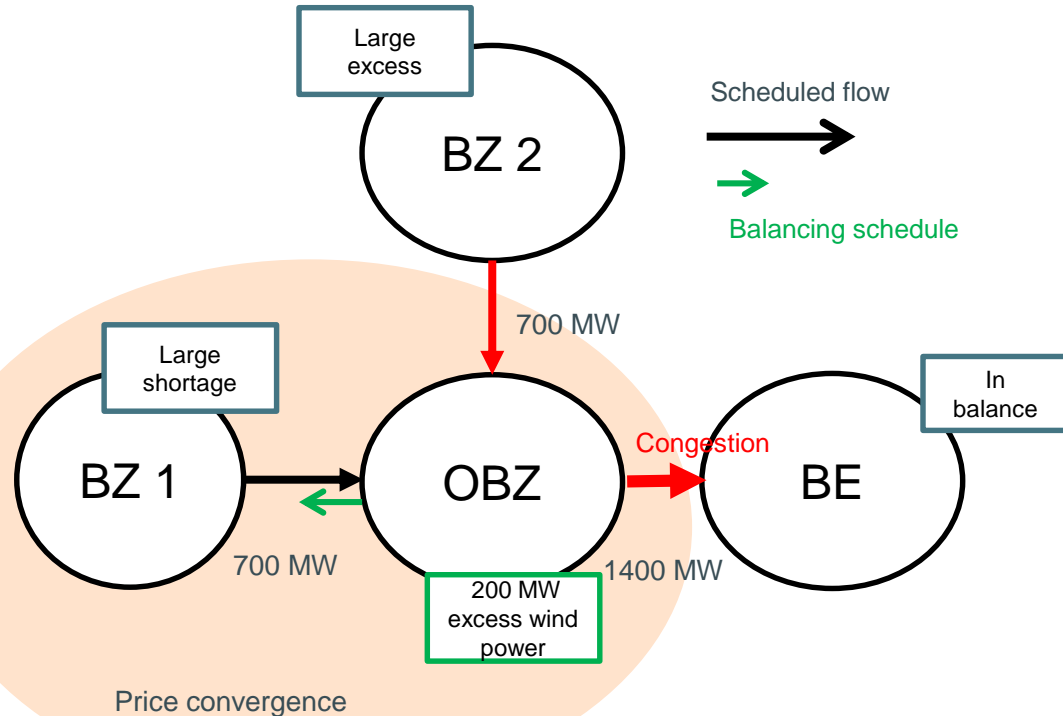 Large
excess
BZ 2
Scheduled flow
Balancing schedule
700 MW
Large
shortage
In
balance
Congestion
BZ 1
OBZ
BE
700 MW
1400 MW
200 MW
excess wind
power
Price convergence